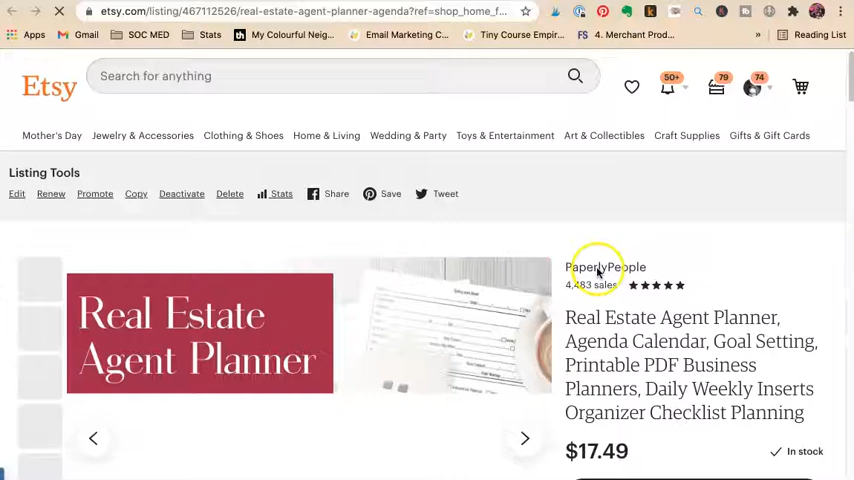 etsy.com/listing/467112526/real-estate-agent-planner-agenda?ref=shop_home_f...
Apps Gmail SOC MED Stats My Colourful Neig... Email Marketing C... Tiny Course Empir... 4. Merchant Prod... » Reading List
Etsy
Search for anything
50+ 79 74
Mother's Day Jewelry & Accessories Clothing & Shoes Home & Living Wedding & Party Toys & Entertainment Art & Collectibles Craft Supplies Gifts & Gift Cards
Listing Tools
Edit Renew Promote Copy Deactivate Delete Stats Share Save Tweet
PaperlyPeople
4,483 sales
Real Estate
Agent Planner
Real Estate Agent Planner,
Agenda Calendar, Goal Setting,
Printable PDF Business
Planners, Daily Weekly Inserts
Organizer Checklist Planning
$17.49
In stock